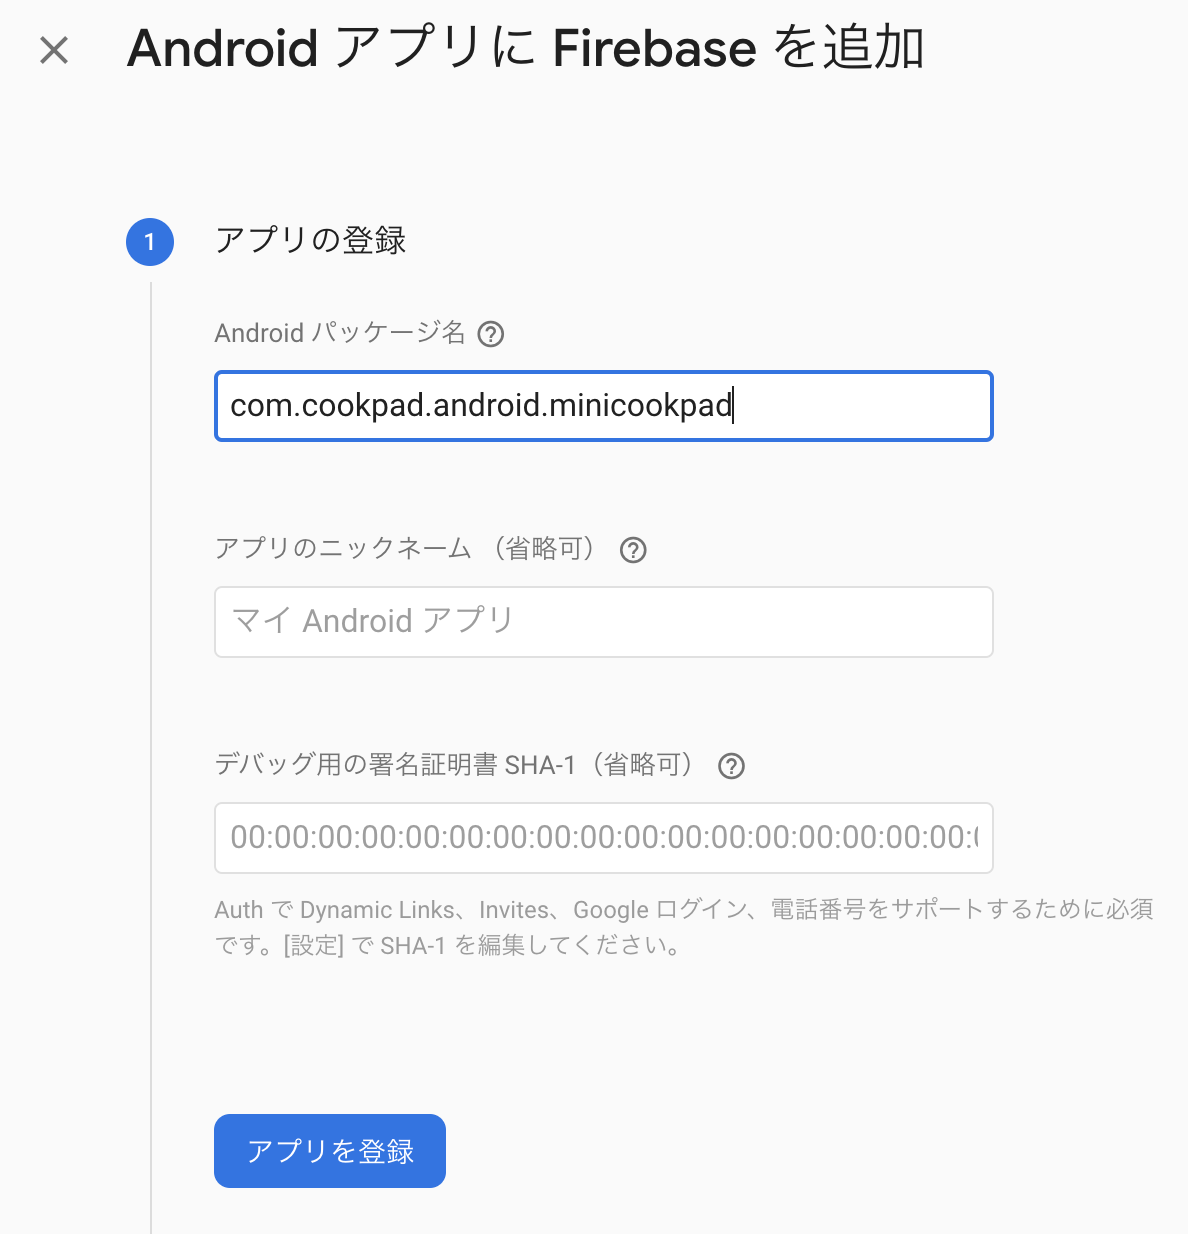 Android アプリに Firebase を追加
1
アプリの登録
Android パッケージ名 ?
com.cookpad.android.minicookpad
アプリのニックネーム （省略可） ?
マイ Android アプリ
デバッグ用の署名証明書 SHA-1（省略可） ?
00:00:00:00:00:00:00:00:00:00:00:00:00:00:00:00:00:
Auth で Dynamic Links、Invites、Google ログイン、電話番号をサポートするために必須
です。[設定] で SHA-1 を編集してください。
アプリを登録